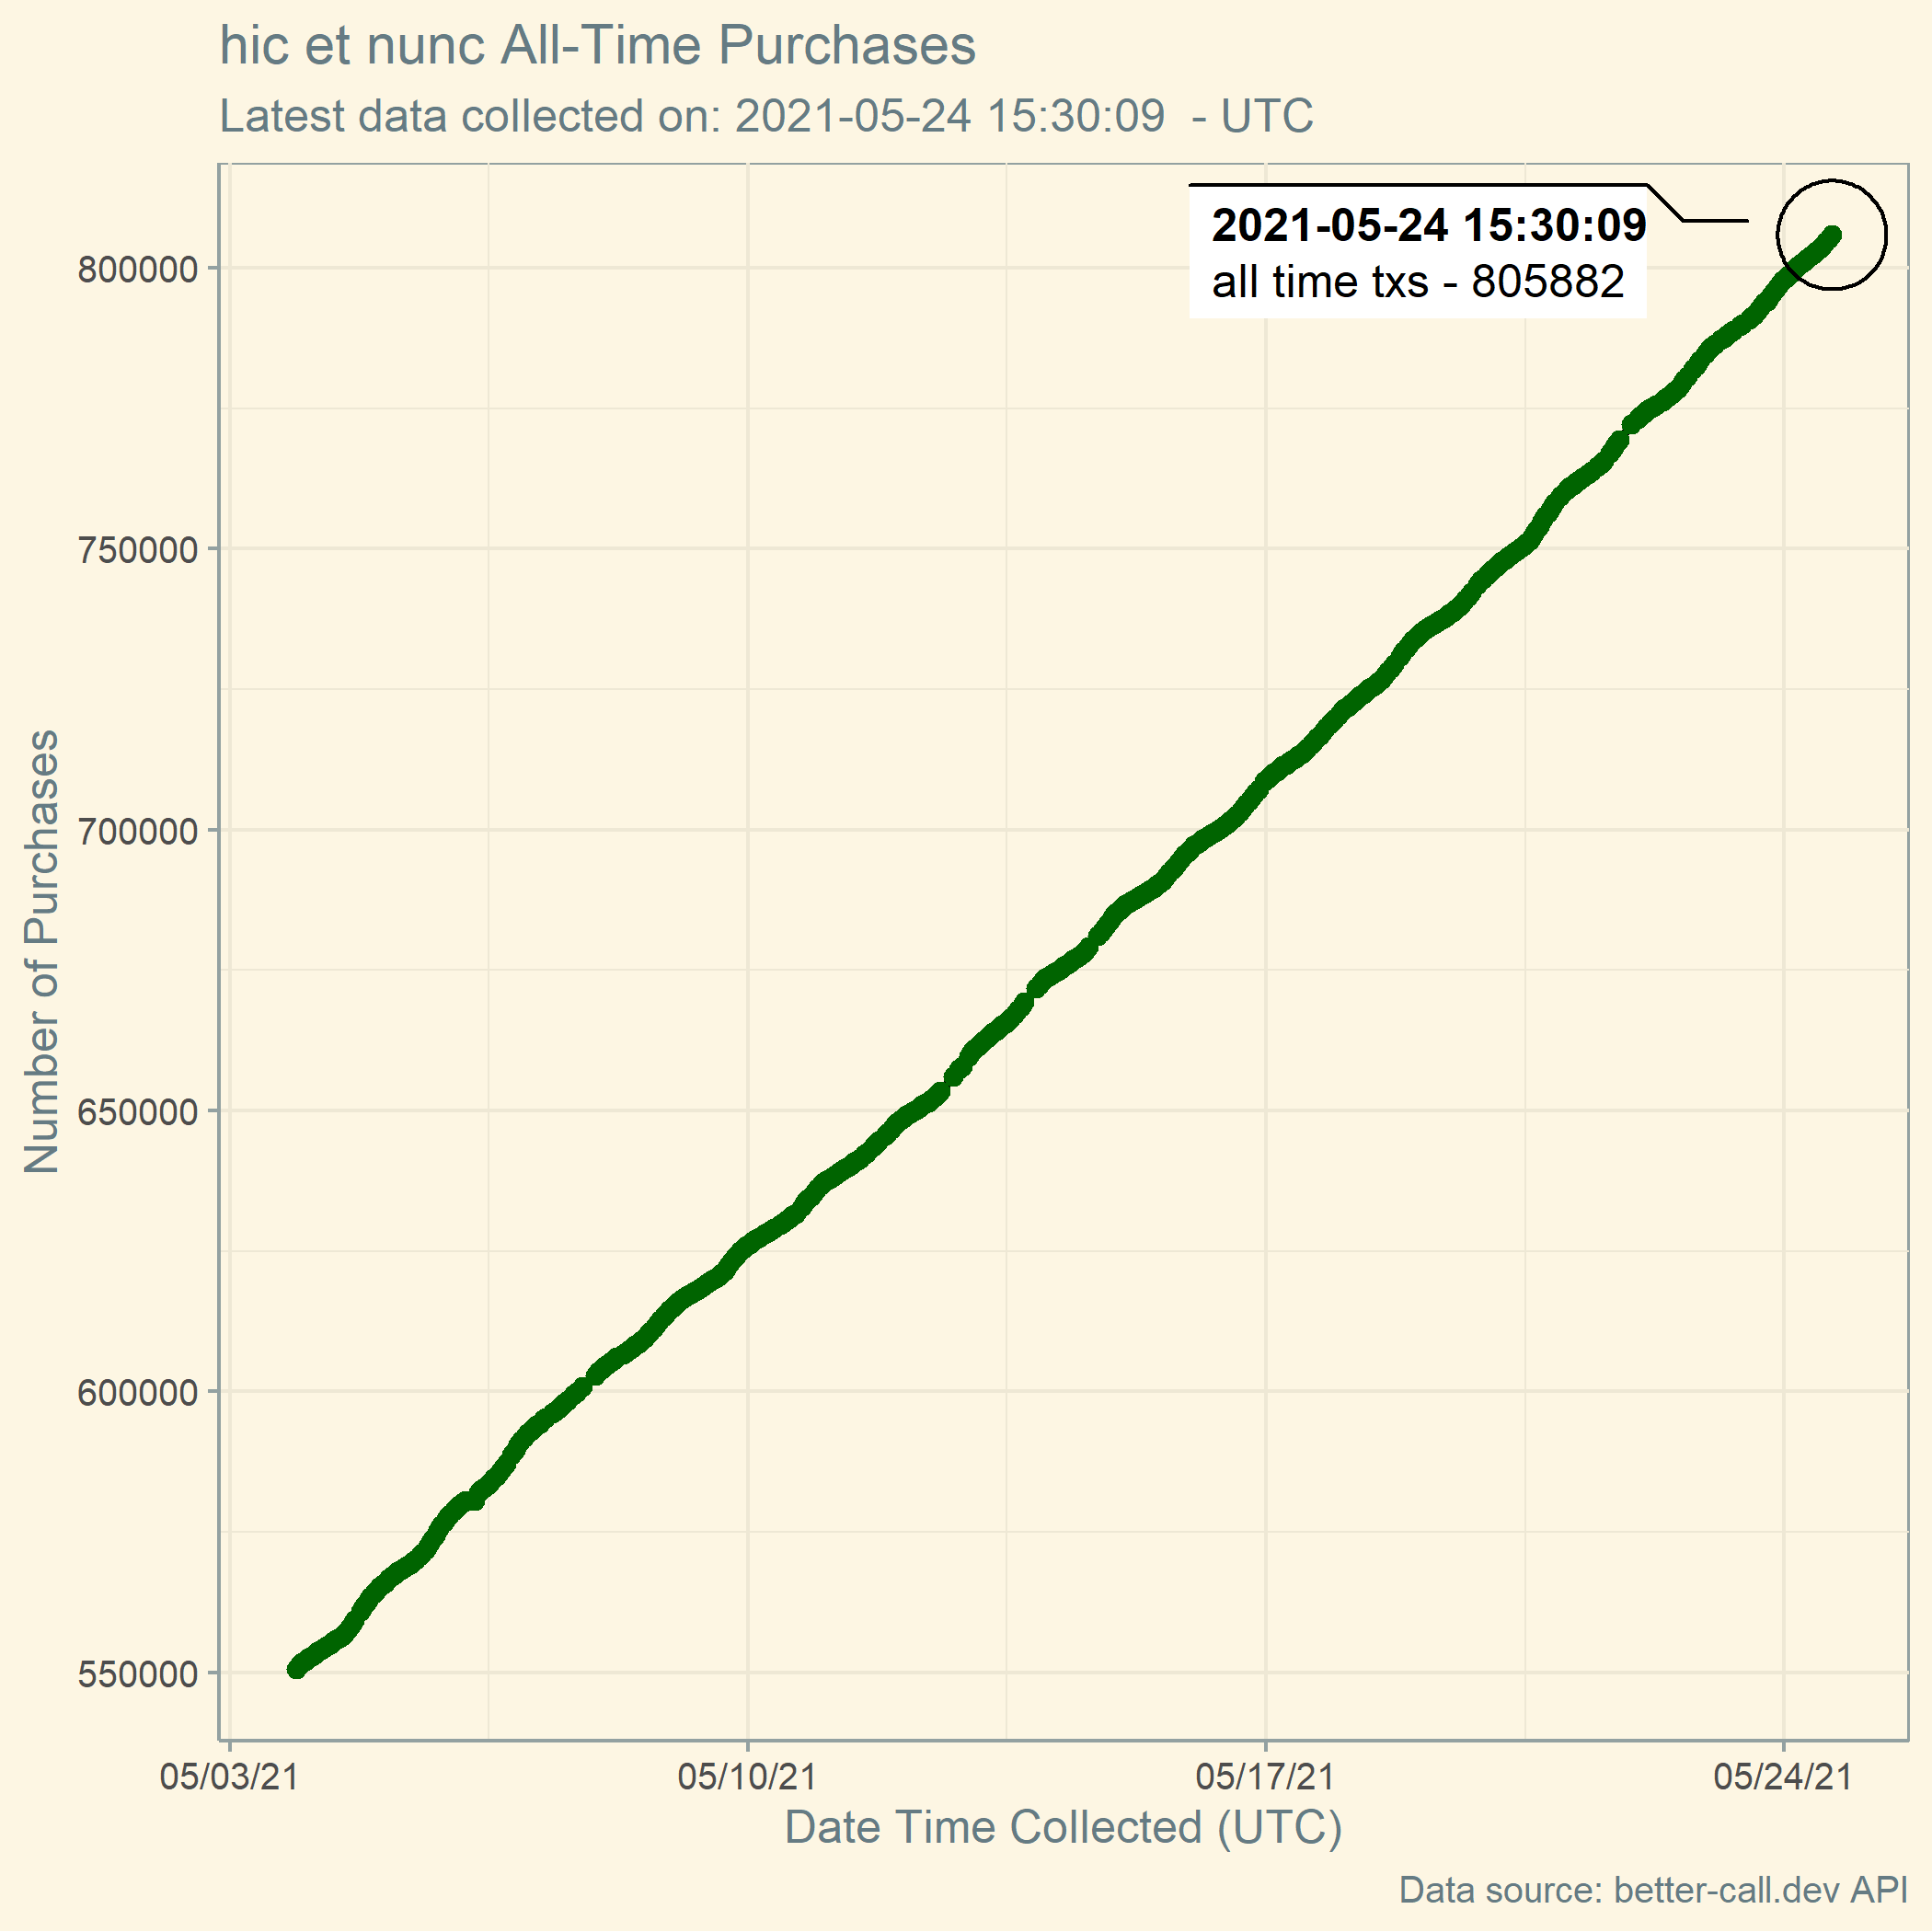 hic et nunc All-Time Purchases
Latest data collected on: 2021-05-24 15:30:09  - UTC
2021-05-24 15:30:09
all time txs - 805882
Number of Purchases
800000
750000
700000
650000
600000
550000
05/03/21
05/10/21
05/17/21
05/24/21
Date Time Collected (UTC)
Data source: better-call.dev API